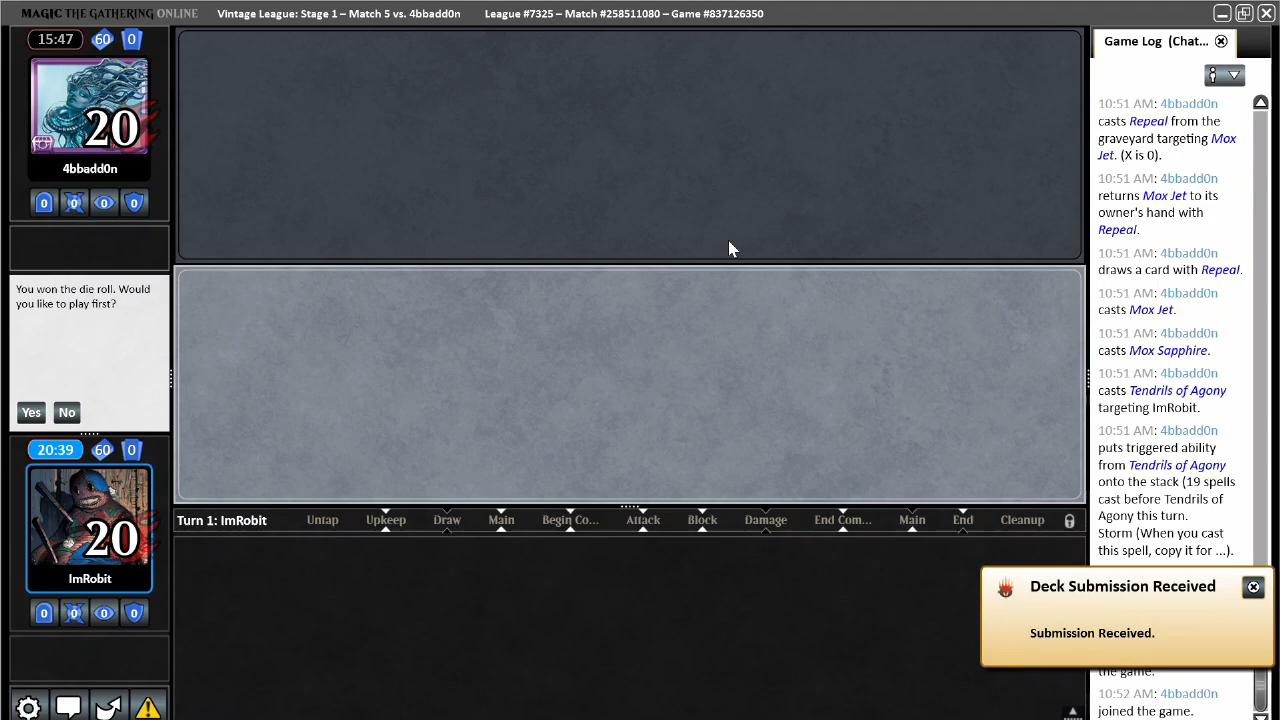 MAGIC THE GATHERING ONLINE
Vintage League: Stage 1 – Match 5 vs. 4bbadd0n
League #7325 – Match #258511080 – Game #837126350
15:47
60
0
20
4bbadd0n
0
0
0
0
You won the die roll. Would
you like to play first?
Yes
No
20:39
60
0
20
ImRobit
0
0
0
0
Turn 1: ImRobit
Untap
Upkeep
Draw
Main
Begin Co...
Attack
Block
Damage
End Com...
Main
End
Cleanup
Game Log (Chat...
10:51 AM: 4bbadd0n
casts Repeal from the
graveyard targeting Mox
Jet. (X is 0).
10:51 AM: 4bbadd0n
returns Mox Jet to its
owner's hand with
Repeal.
10:51 AM: 4bbadd0n
draws a card with Repeal.
10:51 AM: 4bbadd0n
casts Mox Jet.
10:51 AM: 4bbadd0n
casts Mox Sapphire.
10:51 AM: 4bbadd0n
casts Tendrils of Agony
targeting ImRobit.
10:51 AM: 4bbadd0n
puts triggered ability
from Tendrils of Agony
onto the stack (19 spells
cast before Tendrils of
Agony this turn.
Storm (When you cast
this spell, copy it for ...).
Deck Submission Received
Submission Received.
the game.
10:52 AM: 4bbadd0n
joined the game.